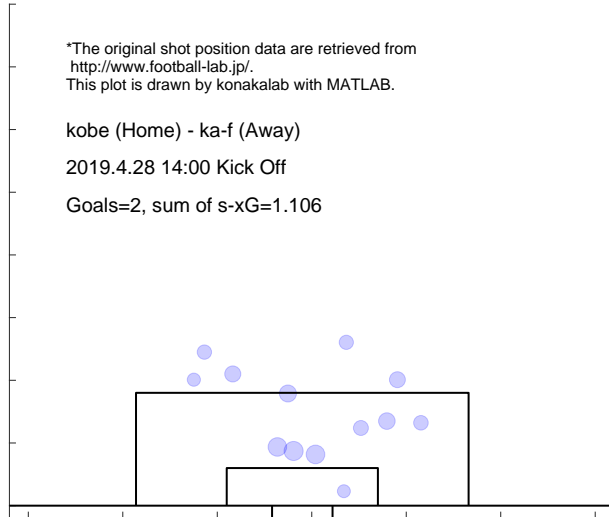 *The original shot position data are retrieved from
http://www.football-lab.jp/.
This plot is drawn by konakalab with MATLAB.
kobe (Home) - ka-f (Away)
2019.4.28 14:00 Kick Off
Goals=2, sum of s-xG=1.106